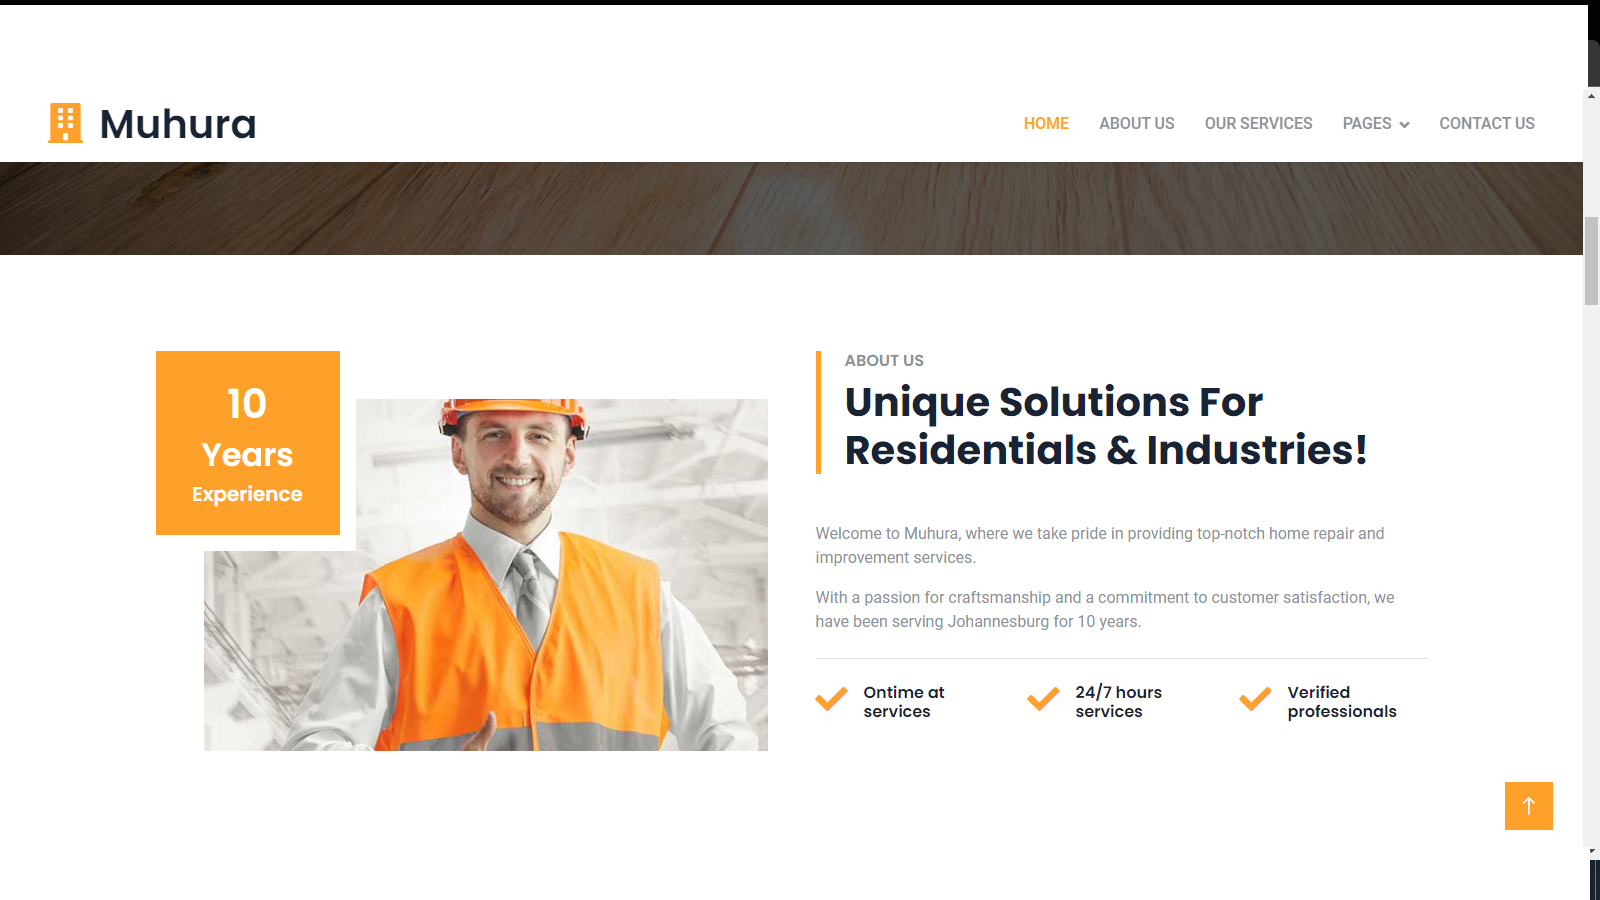 Muhura
HOME ABOUT US OUR SERVICES PAGES CONTACT US
10
Years
Experience
ABOUT US
Unique Solutions For
Residentials & Industries!
Welcome to Muhura, where we take pride in providing top-notch home repair and
improvement services.
With a passion for craftsmanship and a commitment to customer satisfaction, we
have been serving Johannesburg for 10 years.
Ontime at
services
24/7 hours
services
Verified
professionals